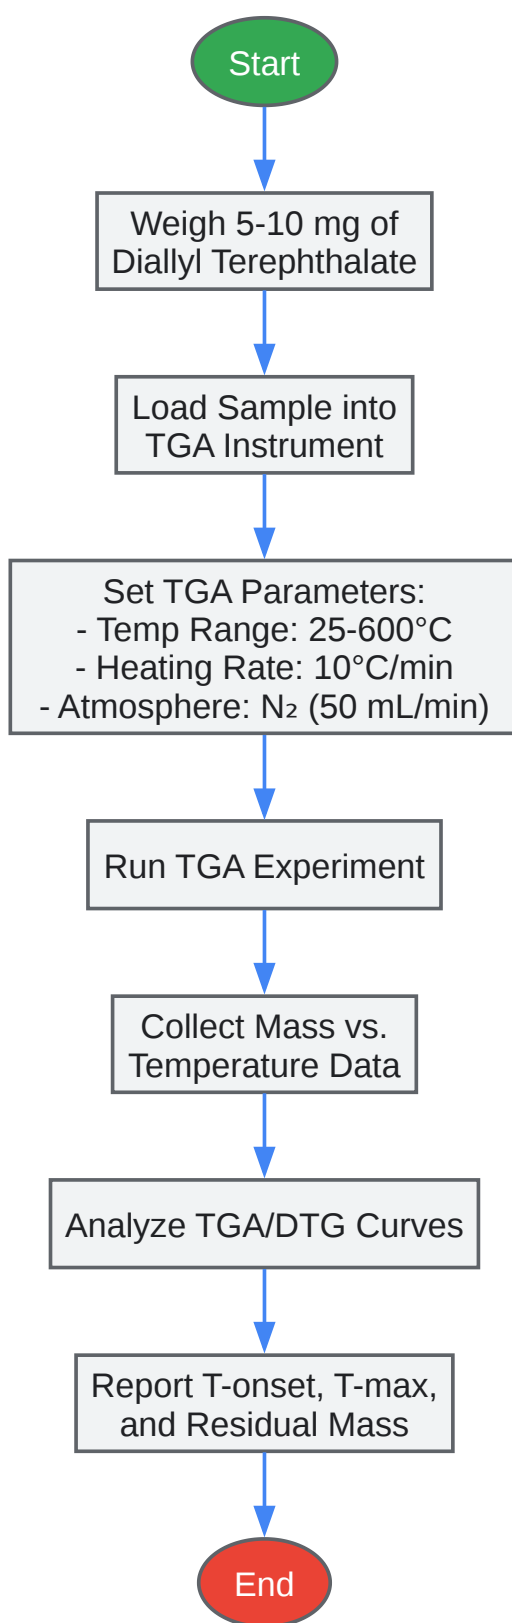 Start
Weigh 5-10 mg of
Diallyl Terephthalate
Load Sample into
TGA Instrument
Set TGA Parameters:
- Temp Range: 25-600°C
- Heating Rate: 10°C/min
- Atmosphere: N₂ (50 mL/min)
Run TGA Experiment
Collect Mass vs.
Temperature Data
Analyze TGA/DTG Curves
Report T-onset, T-max,
and Residual Mass
End